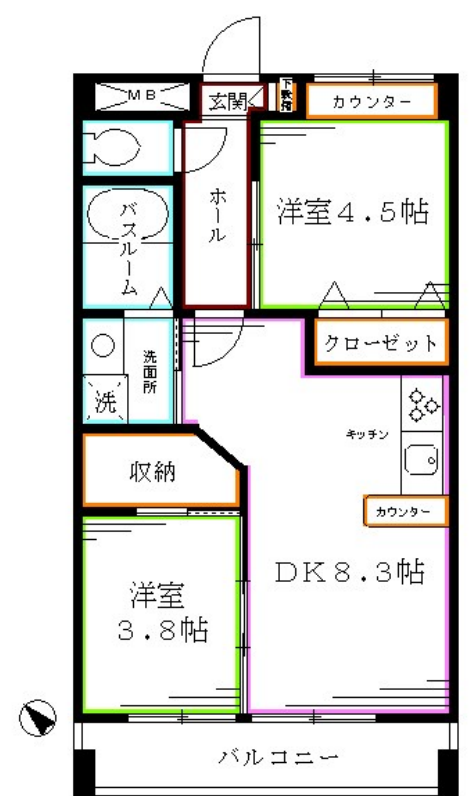 MB
玄関
下駄箱
カウンター
ホール
洋室4.5帖
バスルーム
クローゼット
洗面所
洗
キッチン
収納
カウンター
DK8.3帖
洋室
3.8帖
バルコニー